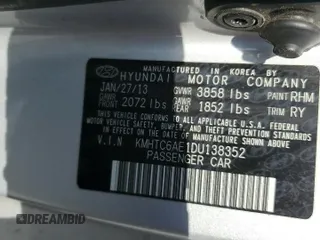 MANUFACTURED IN KOREA BY
HYUNDAI MOTOR COMPANY
JAN/27/13 GVWR 3858 lbs PAINT RHM
GAWR FRONT 2072 lbs GAWR REAR 1852 lbs TRIM RY
THIS VEHICLE CONFORMS TO ALL APPLICABLE
FEDERAL MOTOR VEHICLE SAFETY, BUMPER, AND
THEFT PREVENTION STANDARDS IN EFFECT ON
THE DATE OF MANUFACTURE SHOWN ABOVE.
V.I.N KMHTC6AE1DU138352
PASSENGER CAR
DREAMBID